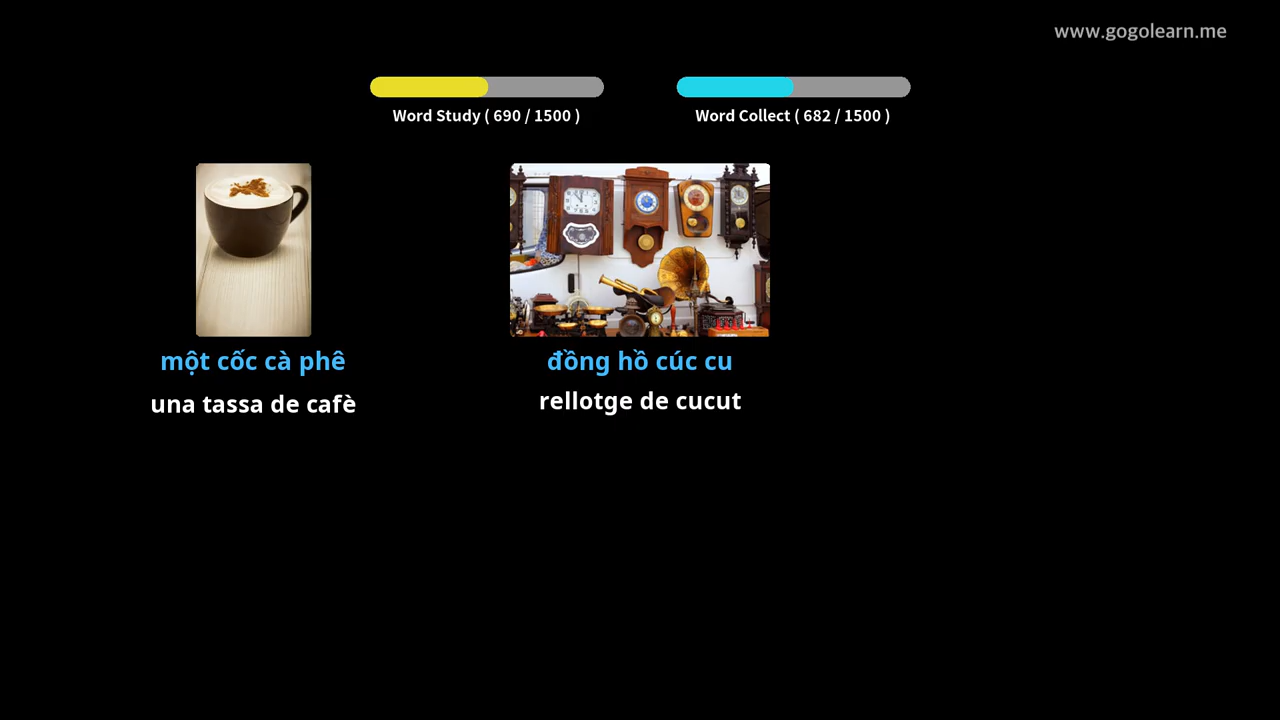 www.gogolearn.me
Word Study ( 690 / 1500 )
Word Collect ( 682 / 1500 )
một cốc cà phê
una tassa de cafè
đồng hồ cúc cu
rellotge de cucut